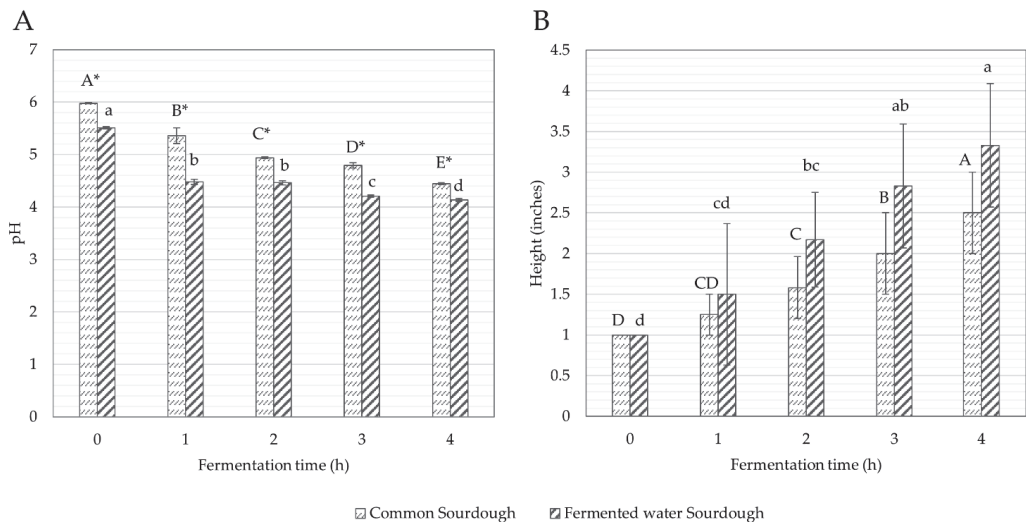 A
7
6
5
4
3
2
1
0
pH
A*
a
B*
b
C*
b
D*
c
E*
d
0 1 2 3 4
Fermentation time (h)
B
4.5
4
3.5
3
2.5
2
1.5
1
0.5
0
Height (inches)
D
d
CD
cd
C
bc
B
ab
A
a
0 1 2 3 4
Fermentation time (h)
Common Sourdough
Fermented water Sourdough